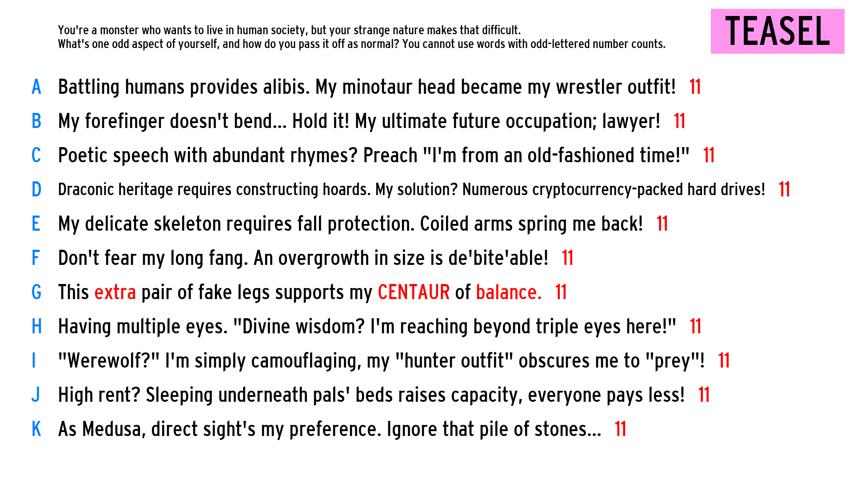 You're a monster who wants to live in human society, but your strange nature makes that difficult.
What's one odd aspect of yourself, and how do you pass it off as normal? You cannot use words with odd-lettered number counts.
TEASEL
A Battling humans provides alibis. My minotaur head became my wrestler outfit! 11
B My forefinger doesn't bend... Hold it! My ultimate future occupation; lawyer! 11
C Poetic speech with abundant rhymes? Preach "I'm from an old-fashioned time!" 11
D Draconic heritage requires constructing hoards. My solution? Numerous cryptocurrency-packed hard drives! 11
E My delicate skeleton requires fall protection. Coiled arms spring me back! 11
F Don't fear my long fang. An overgrowth in size is de'bite'able! 11
G This extra pair of fake legs supports my CENTAUR of balance. 11
H Having multiple eyes. "Divine wisdom? I'm reaching beyond triple eyes here!" 11
I "Werewolf?" I'm simply camouflaging, my "hunter outfit" obscures me to "prey"! 11
J High rent? Sleeping underneath pals' beds raises capacity, everyone pays less! 11
K As Medusa, direct sight's my preference. Ignore that pile of stones... 11